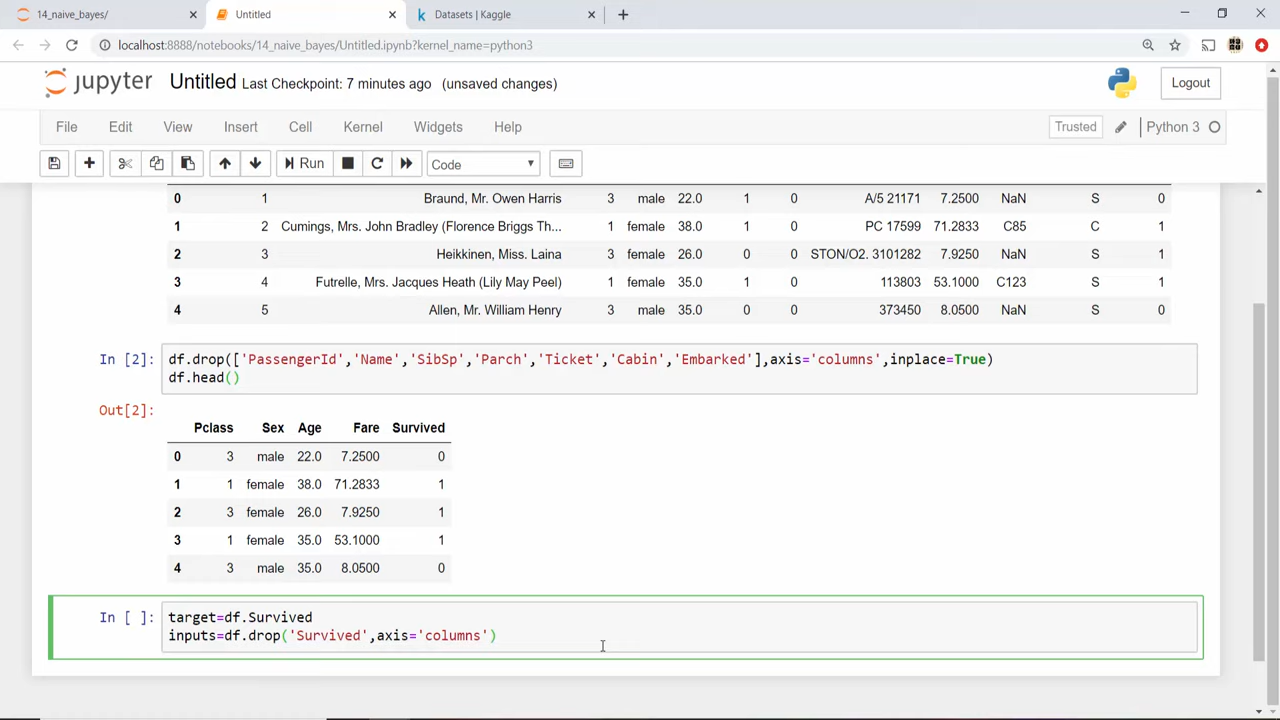 14_naive_bayes/ Untitled Datasets | Kaggle
localhost:8888/notebooks/14_naive_bayes/Untitled.ipynb?kernel_name=python3
jupyter Untitled Last Checkpoint: 7 minutes ago (unsaved changes) Logout
File Edit View Insert Cell Kernel Widgets Help Trusted Python 3
Run Code
0 1 Braund, Mr. Owen Harris 3 male 22.0 1 0 A/5 21171 7.2500 NaN S 0
1 2 Cumings, Mrs. John Bradley (Florence Briggs Th... 1 female 38.0 1 0 PC 17599 71.2833 C85 C 1
2 3 Heikkinen, Miss. Laina 3 female 26.0 0 0 STON/O2. 3101282 7.9250 NaN S 1
3 4 Futrelle, Mrs. Jacques Heath (Lily May Peel) 1 female 35.0 1 0 113803 53.1000 C123 S 1
4 5 Allen, Mr. William Henry 3 male 35.0 0 0 373450 8.0500 NaN S 0
In [2]: df.drop(['PassengerId','Name','SibSp','Parch','Ticket','Cabin','Embarked'],axis='columns',inplace=True)
df.head()
Out[2]:
Pclass Sex Age Fare Survived
0 3 male 22.0 7.2500 0
1 1 female 38.0 71.2833 1
2 3 female 26.0 7.9250 1
3 1 female 35.0 53.1000 1
4 3 male 35.0 8.0500 0
In [ ]: target=df.Survived
inputs=df.drop('Survived',axis='columns')